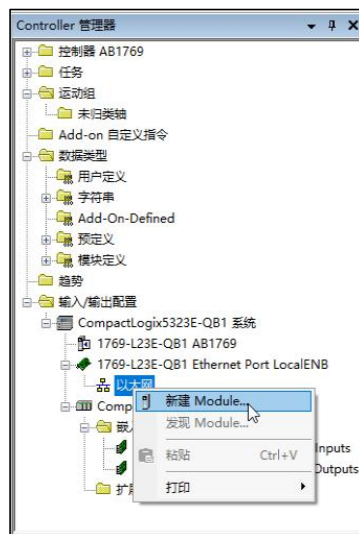 Controller 管理器
控制器 AB1769
任务
运动组
未归类轴
Add-on 自定义指令
数据类型
用户定义
字符串
Add-On-Defined
预定义
模块定义
趋势
输入/输出配置
CompactLogix5323E-QB1 系统
1769-L23E-QB1 AB1769
1769-L23E-QB1 Ethernet Port LocalENB
以太网
新建 Module...
发现 Module...
粘贴 Ctrl+V
打印
Comp
嵌入
Inputs
Outputs